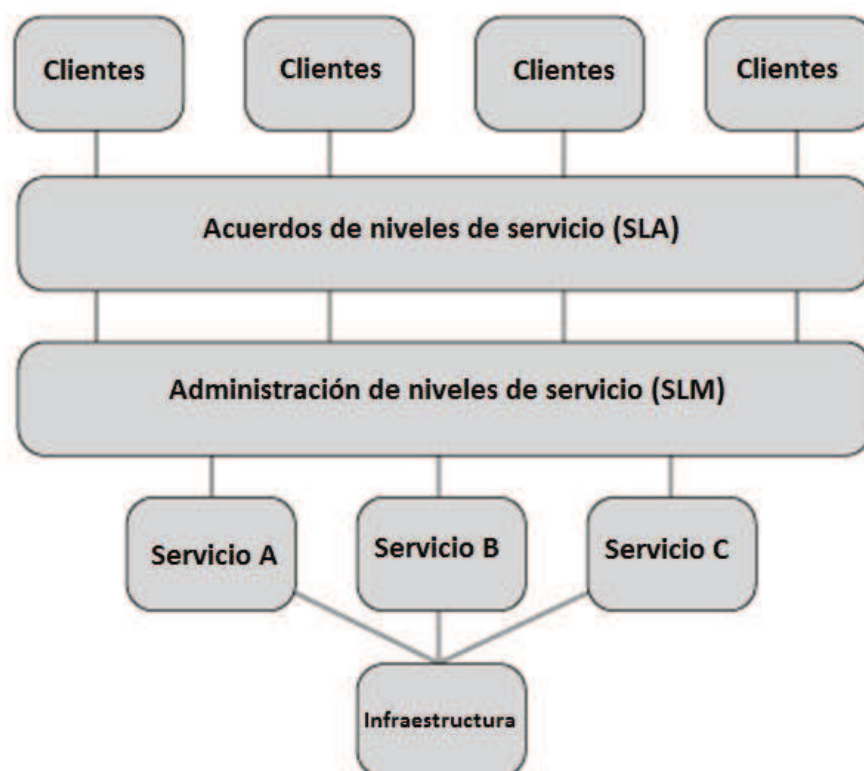 Clientes
Clientes
Clientes
Clientes
Acuerdos de niveles de servicio (SLA)
Administración de niveles de servicio (SLM)
Servicio A
Servicio B
Servicio C
Infraestructura